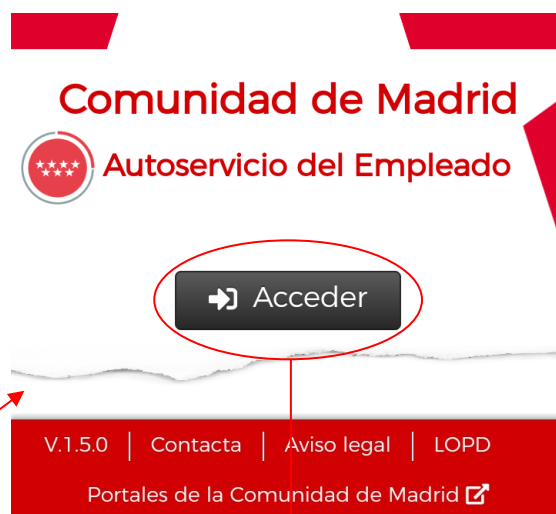 Comunidad de Madrid
Autoservicio del Empleado
Acceder
V.1.5.0 | Contacta | Aviso legal | LOPD
Portales de la Comunidad de Madrid